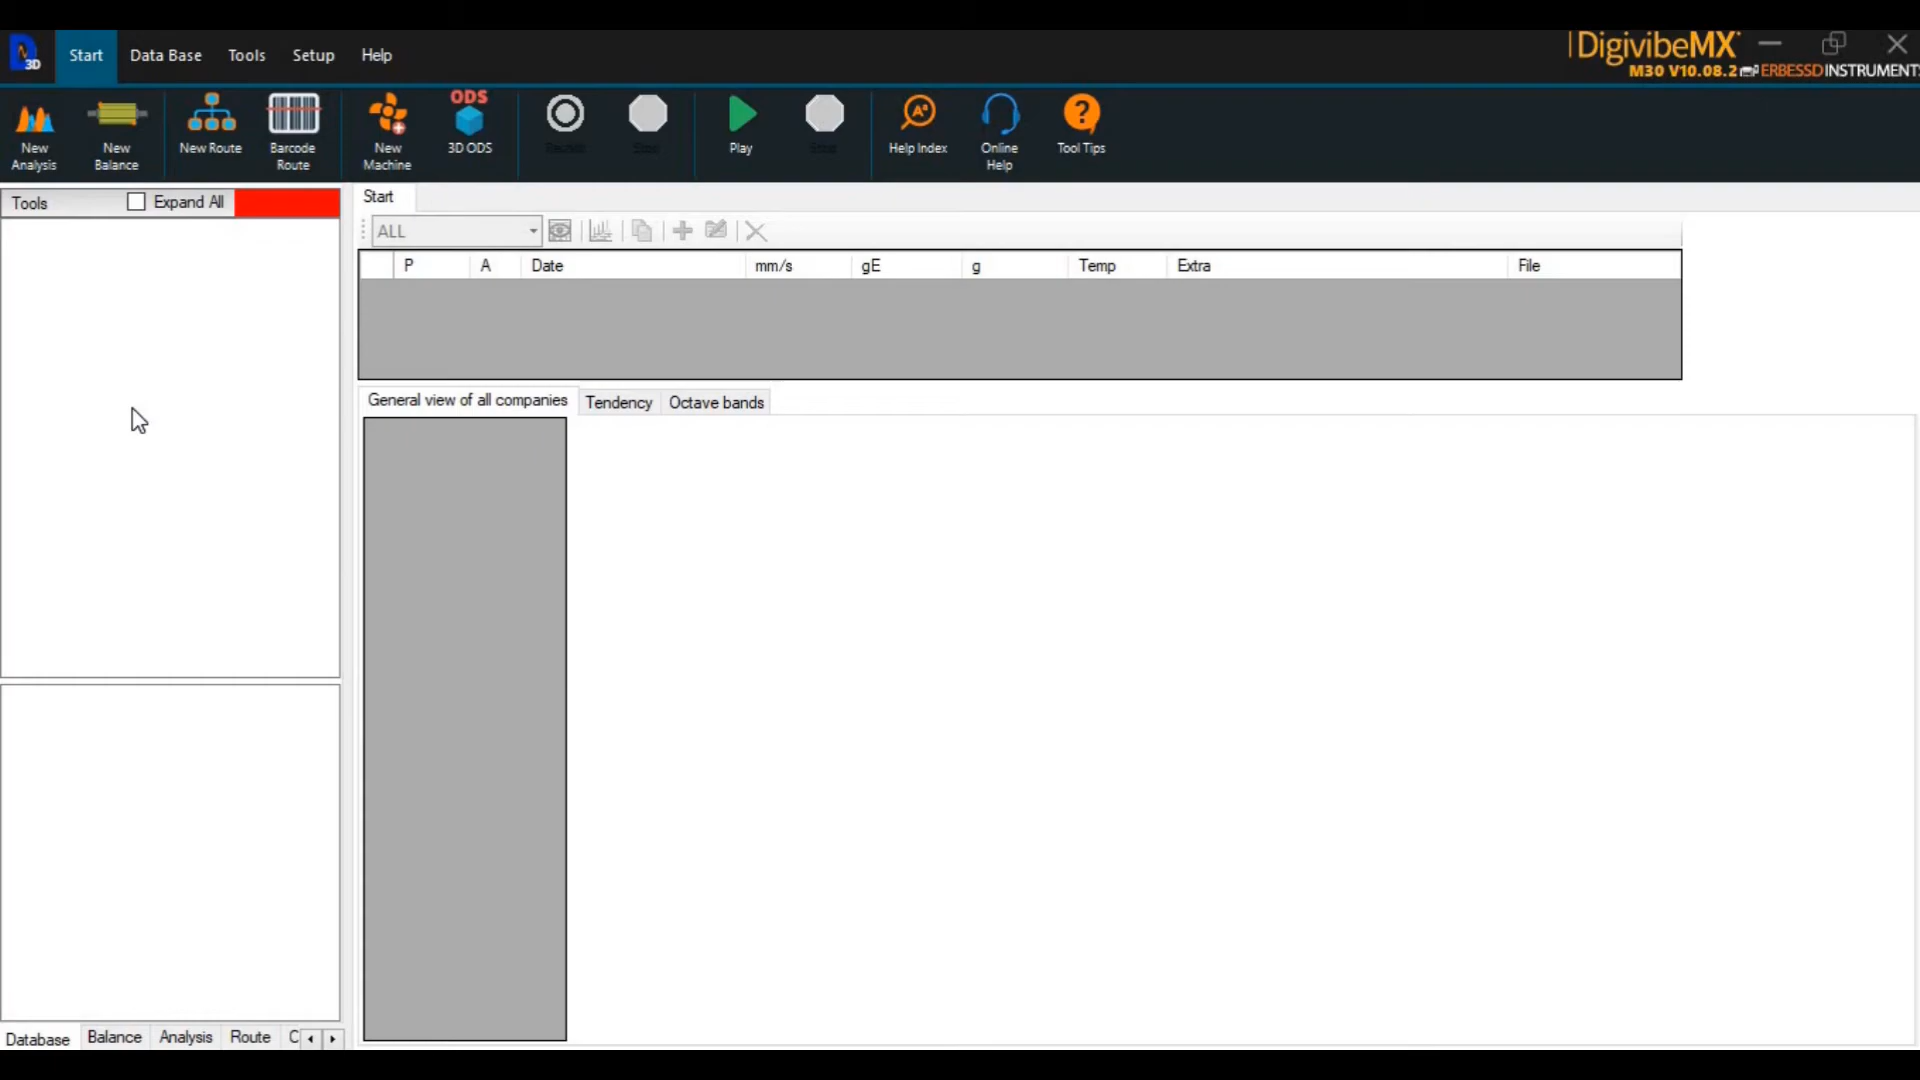 3D
Start
Data Base
Tools
Setup
Help
DigivibeMX
M30 V10.08.2
ERBESSD INSTRUMENT
New Analysis
New Balance
New Route
Barcode Route
New Machine
ODS
3D ODS
Play
Help Index
Online Help
Tool Tips
Tools
Expand All
Start
ALL
P A Date mm/s gE g Temp Extra File
General view of all companies
Tendency
Octave bands
Database
Balance
Analysis
Route